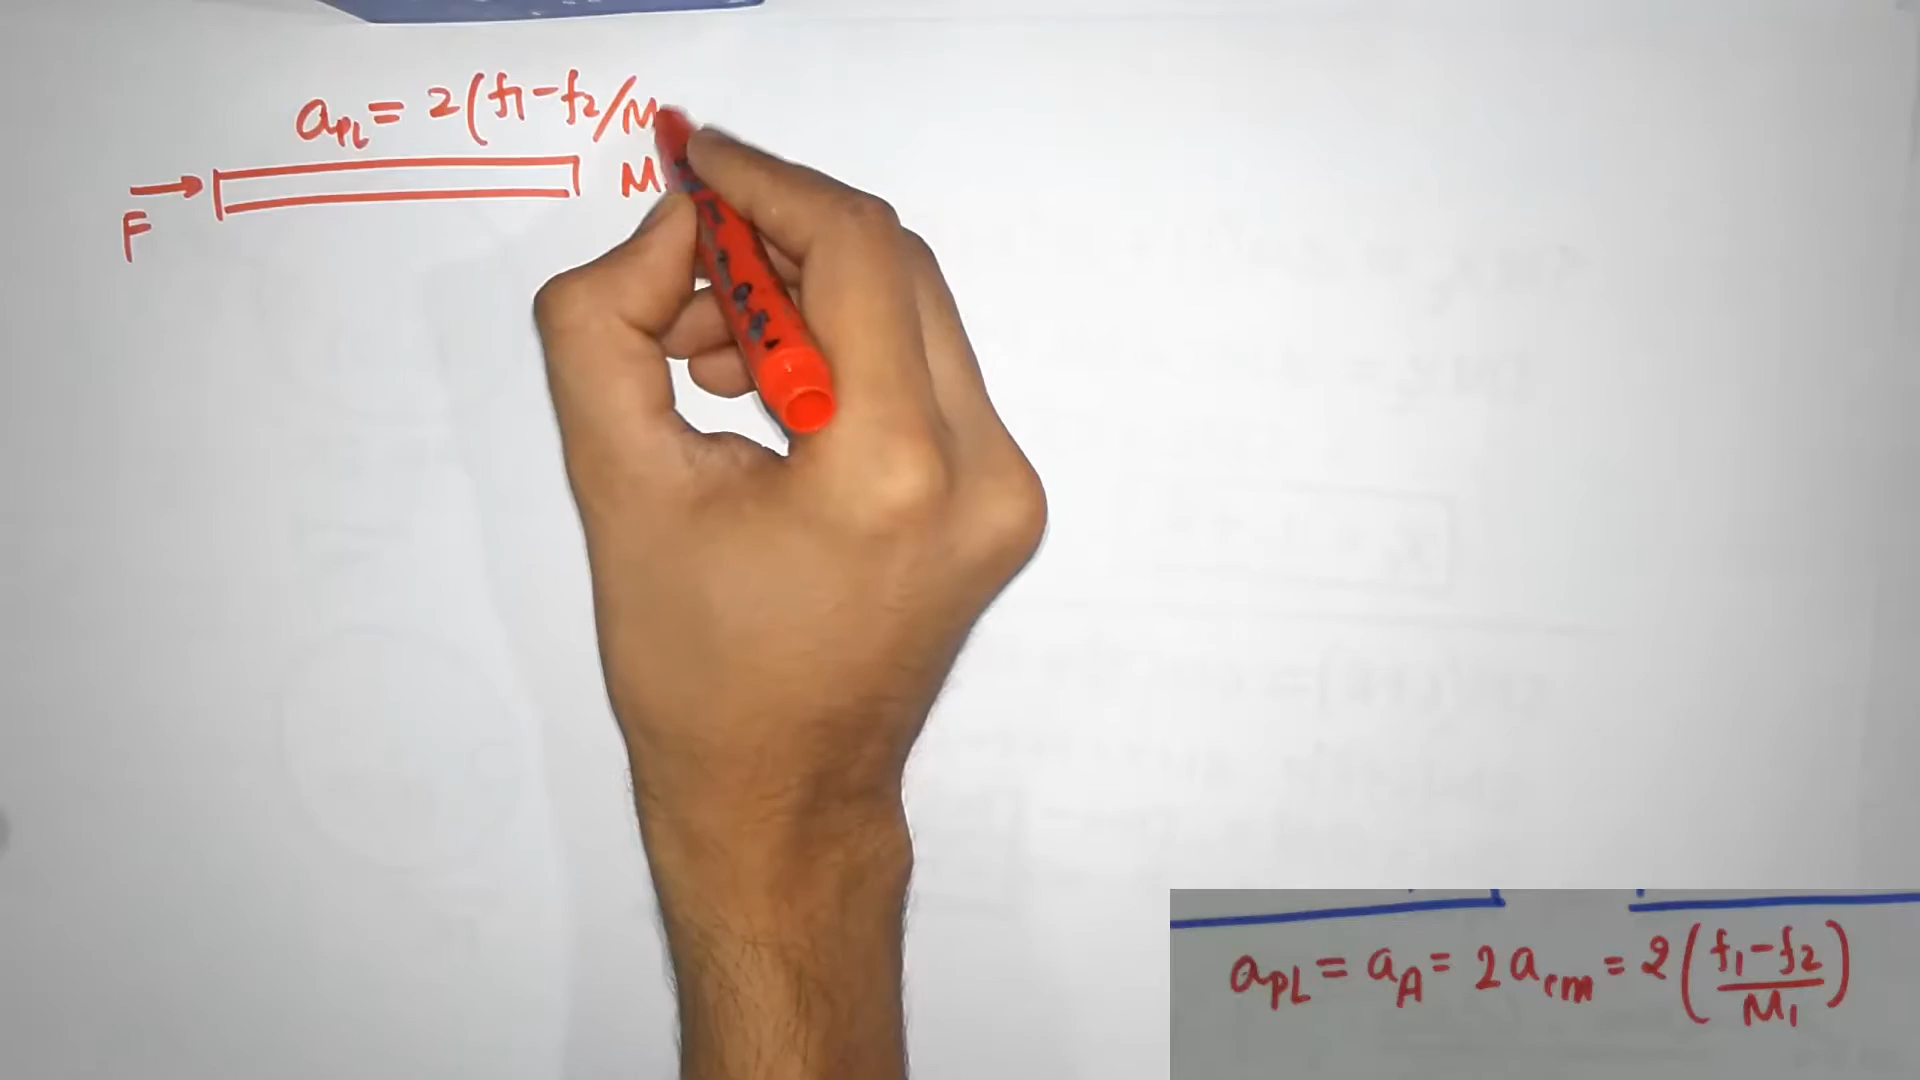 a_PL = 2(f1-f2/M
M
F
a_PL = a_A = 2a_cm = 2(f1-f2/M1)